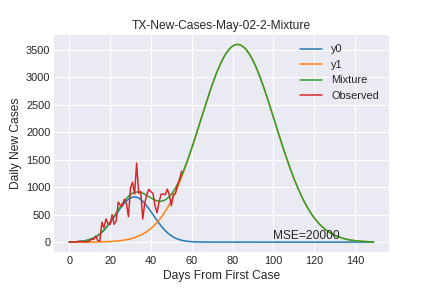 TX-New-Cases-May-02-2-Mixture
y0
y1
Mixture
Observed
3500
3000
2500
2000
1500
1000
500
0
Daily New Cases
MSE=20000
0 20 40 60 80 100 120 140
Days From First Case